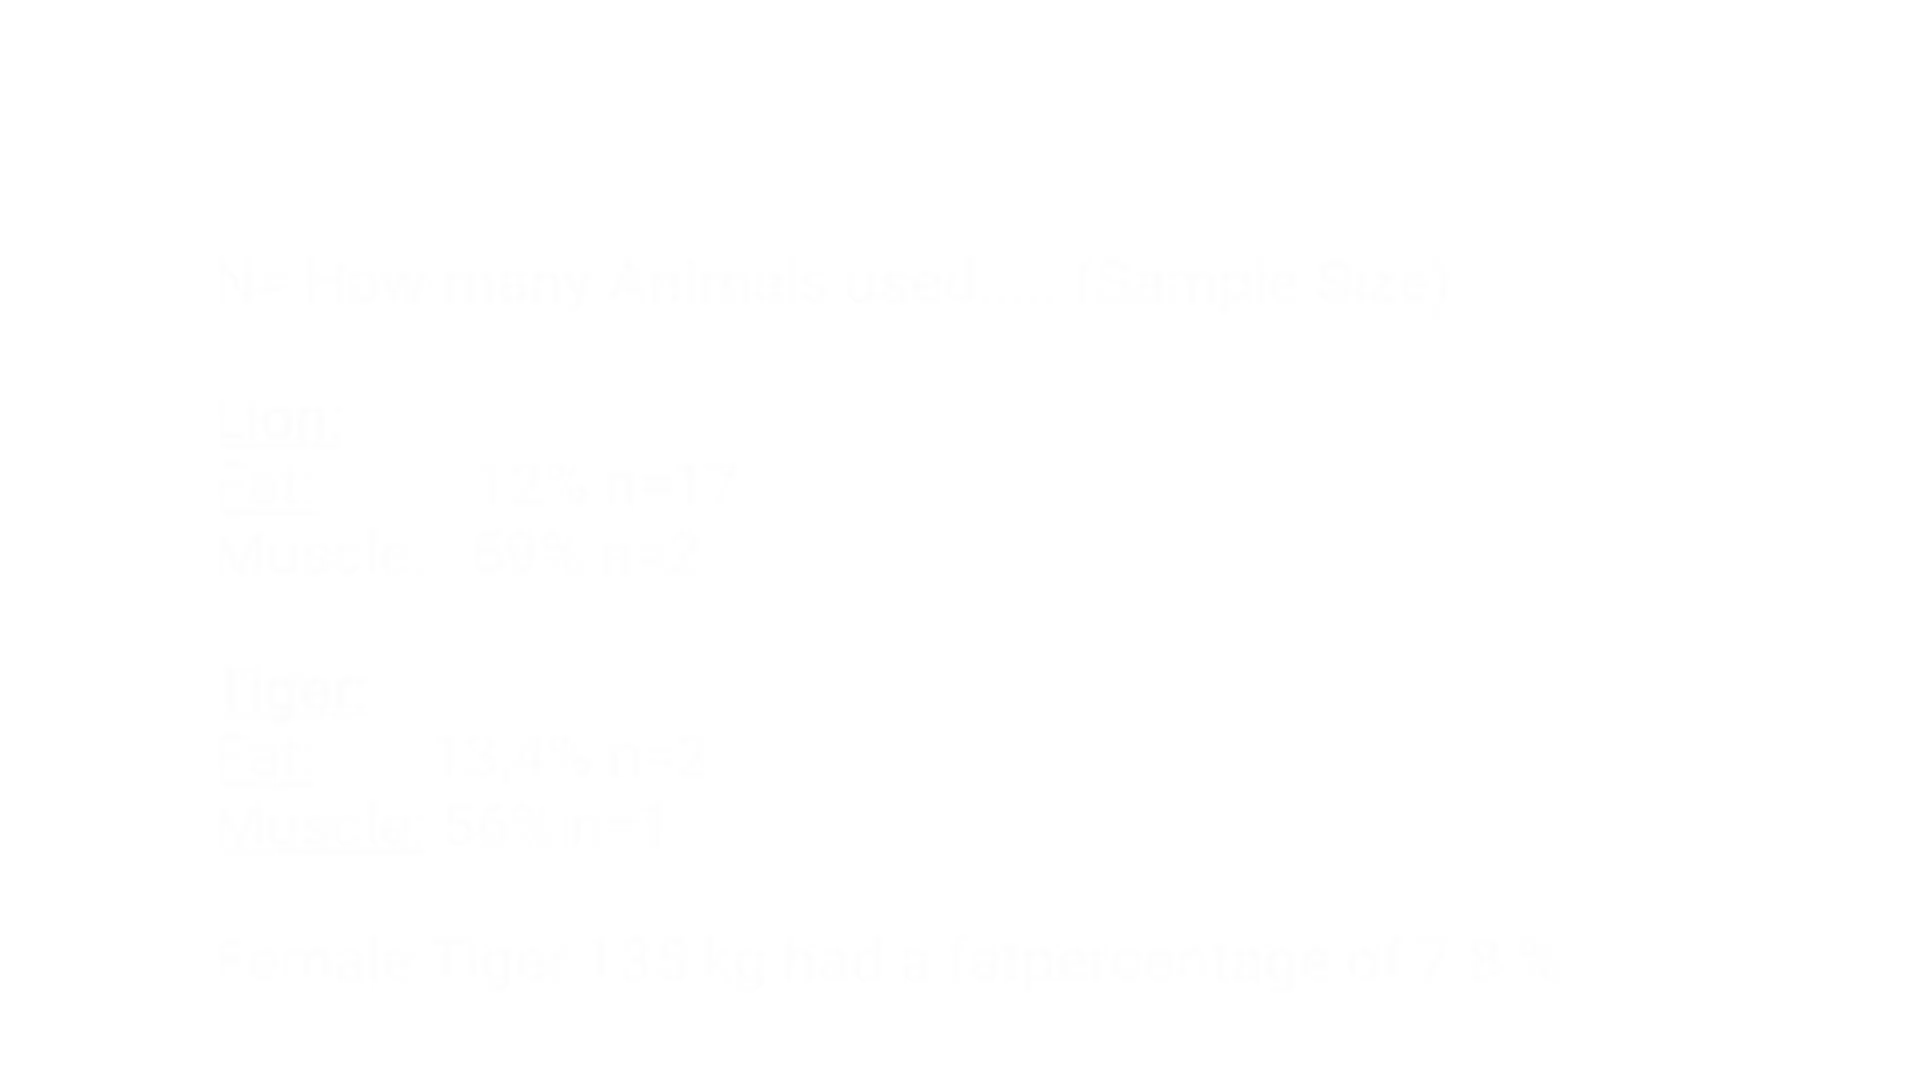 N= How many Animals used..... (Sample Size)
Lion:
Fat: 12% n=17
Muscle: 59% n=2
Tiger:
Fat: 13,4% n=2
Muscle: 56% n=1
Female Tiger 135 kg had a fatpercentage of 7.8 %